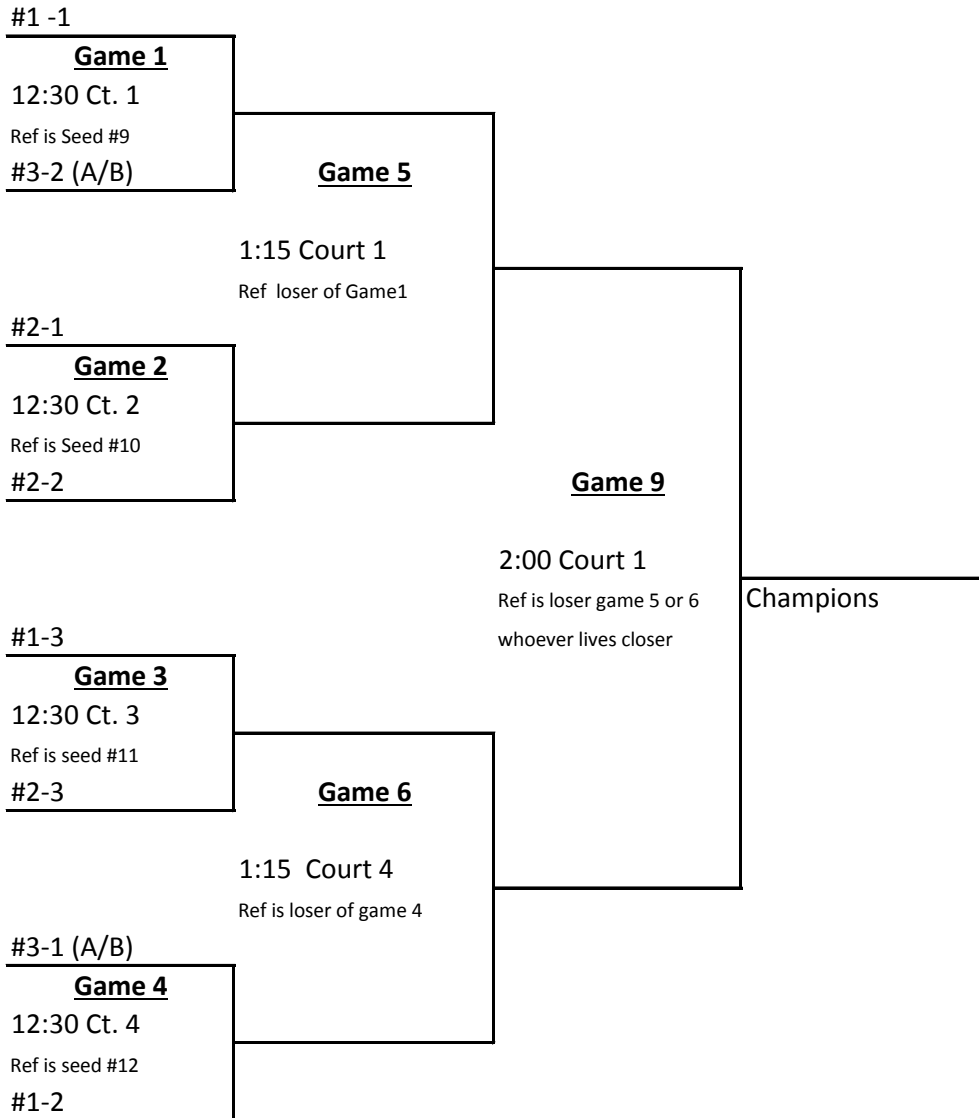 #1 -1
Game 1
12:30 Ct. 1
Ref is Seed #9
#3-2 (A/B)
Game 5
1:15 Court 1
Ref  loser of Game1
#2-1
Game 2
12:30 Ct. 2
Ref is Seed #10
#2-2
Game 9
2:00 Court 1
Ref is loser game 5 or 6
whoever lives closer
Champions
#1-3
Game 3
12:30 Ct. 3
Ref is seed #11
#2-3
Game 6
1:15  Court 4
Ref is loser of game 4
#3-1 (A/B)
Game 4
12:30 Ct. 4
Ref is seed #12
#1-2